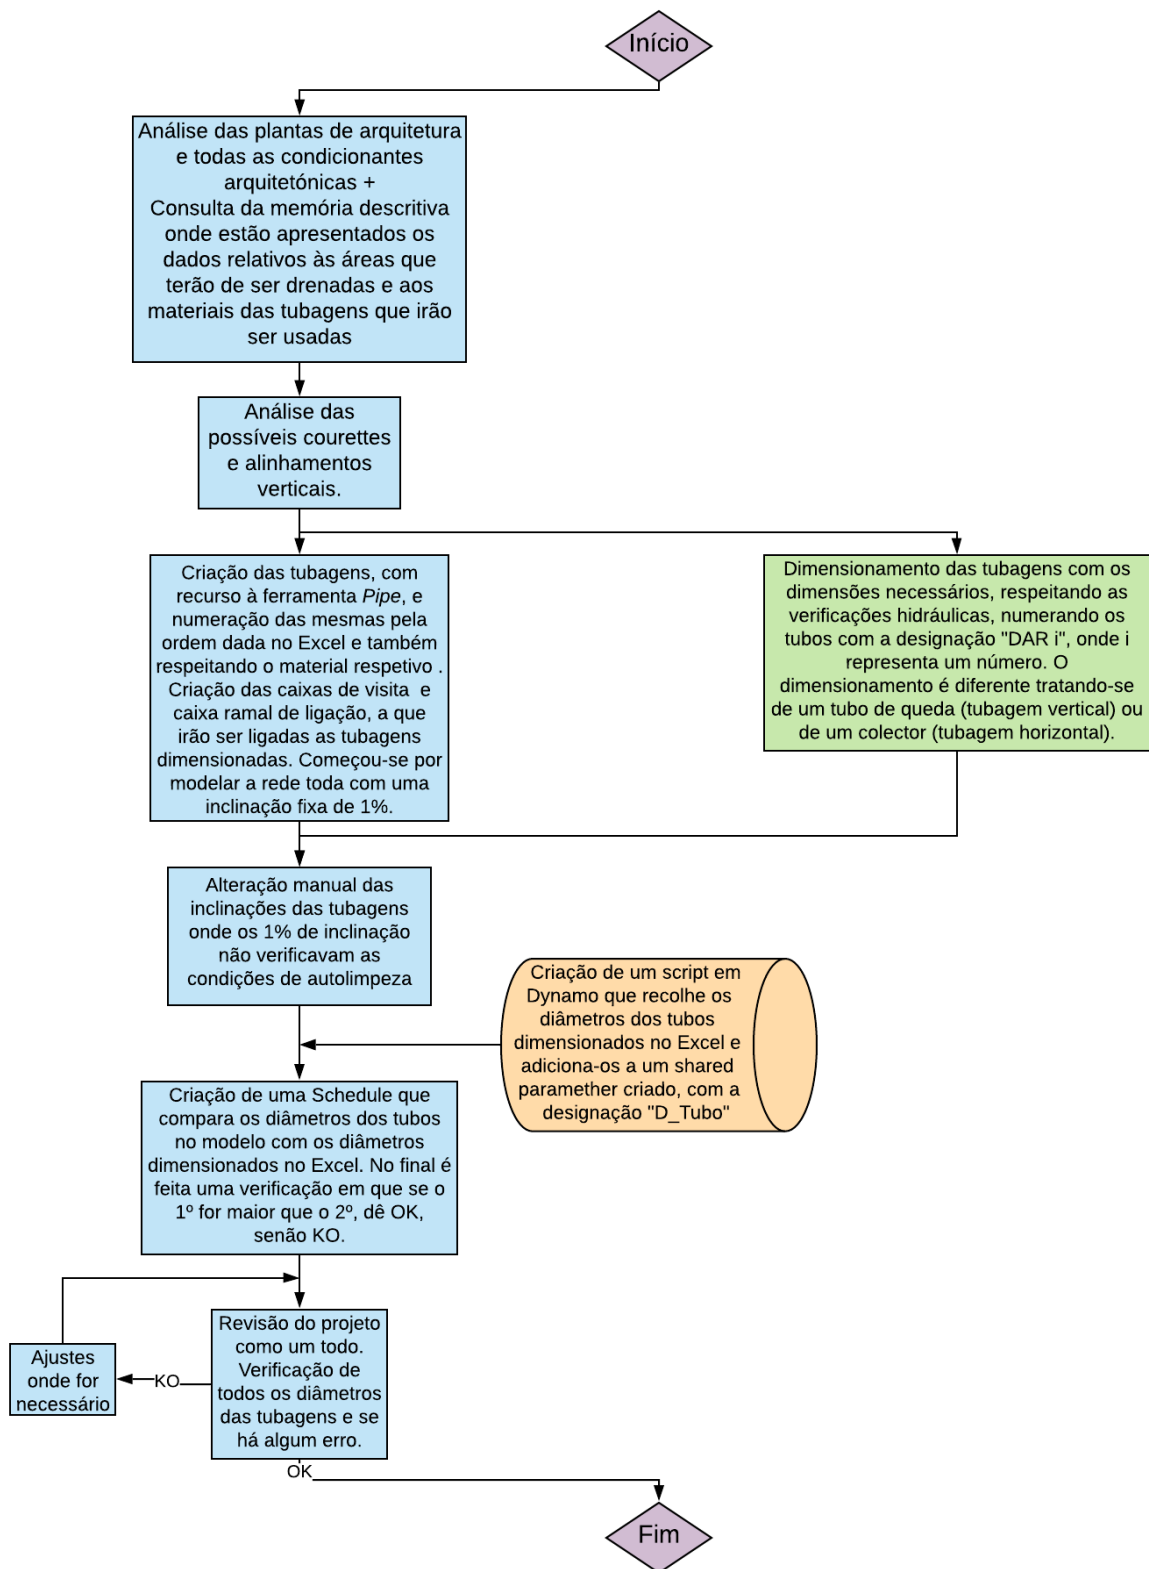 Início
Análise das plantas de arquitetura
e todas as condicionantes
arquitetónicas +
Consulta da memória descritiva
onde estão apresentados os
dados relativos às áreas que
terão de ser drenadas e aos
materiais das tubagens que irão
ser usadas
Análise das
possíveis courettes
e alinhamentos
verticais.
Criação das tubagens, com
recurso à ferramenta Pipe, e
numeração das mesmas pela
ordem dada no Excel e também
respeitando o material respetivo .
Criação das caixas de visita e
caixa ramal de ligação, a que
irão ser ligadas as tubagens
dimensionadas. Começou-se por
modelar a rede toda com uma
inclinação fixa de 1%.
Dimensionamento das tubagens com os
dimensões necessários, respeitando as
verificações hidráulicas, numerando os
tubos com a designação "DAR i", onde i
representa um número. O
dimensionamento é diferente tratando-se
de um tubo de queda (tubagem vertical) ou
de um colector (tubagem horizontal).
Alteração manual das
inclinações das tubagens
onde os 1% de inclinação
não verificavam as
condições de autolimpeza
Criação de um script em
Dynamo que recolhe os
diâmetros dos tubos
dimensionados no Excel e
adiciona-os a um shared
paramether criado, com a
designação "D_Tubo"
Criação de uma Schedule que
compara os diâmetros dos tubos
no modelo com os diâmetros
dimensionados no Excel. No final é
feita uma verificação em que se o
1º for maior que o 2º, dê OK,
senão KO.
Revisão do projeto
como um todo.
Verificação de
todos os diâmetros
das tubagens e se
há algum erro.
KO
Ajustes
onde for
necessário
OK
Fim